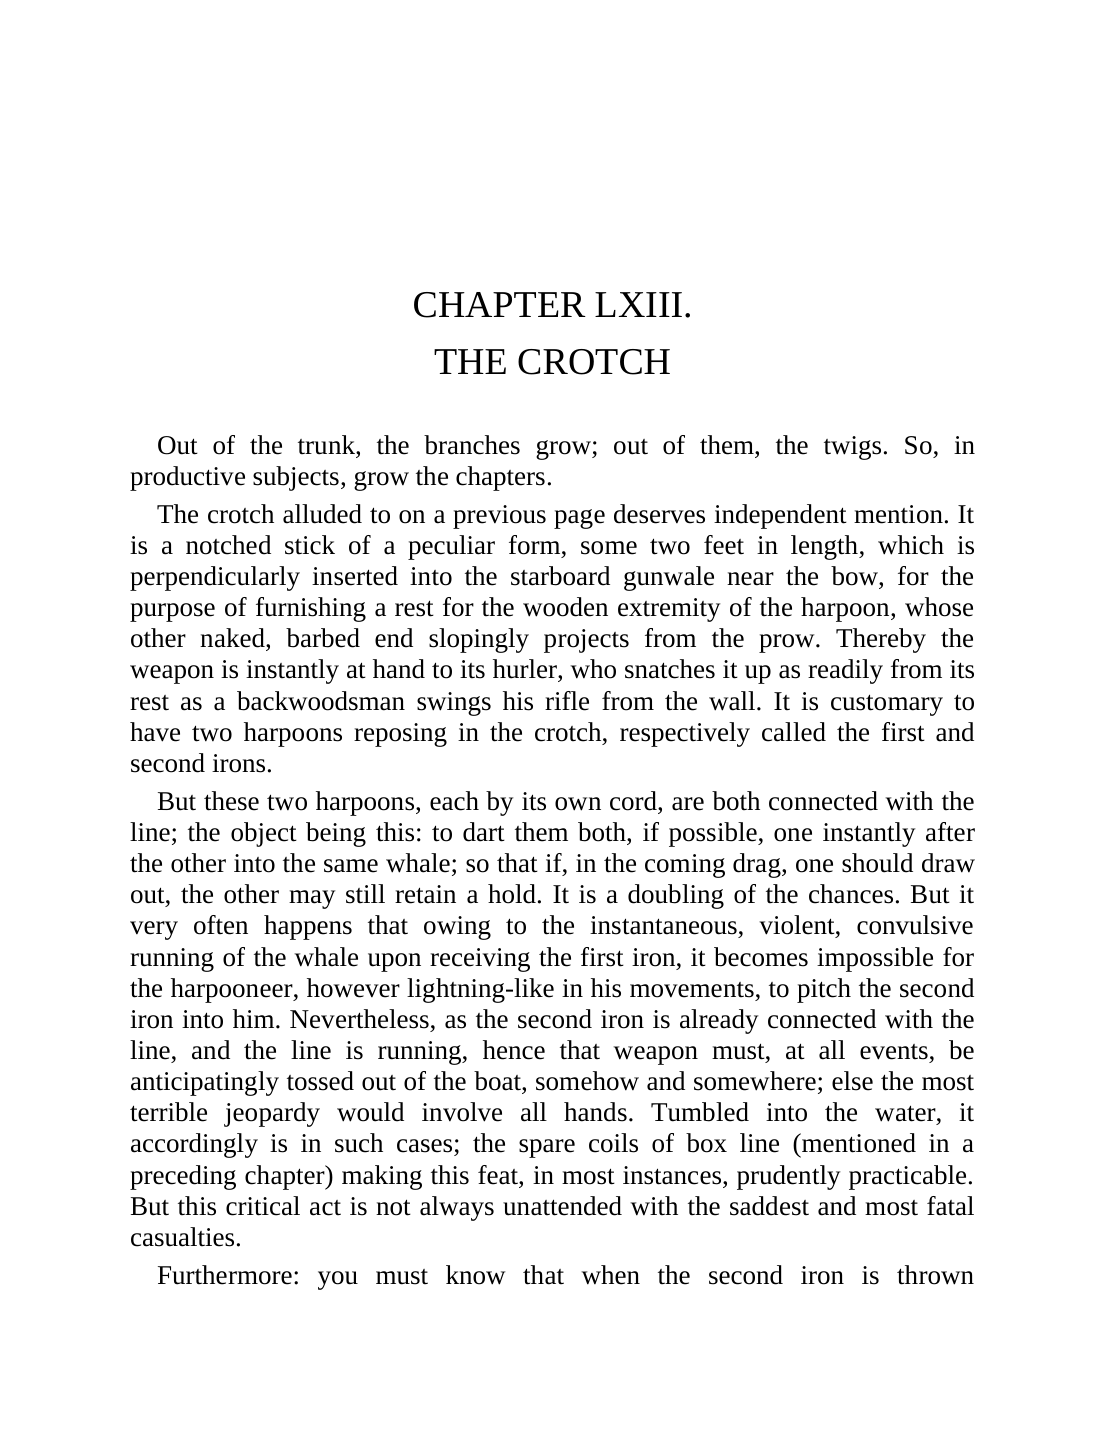 CHAPTER LXIII.
THE CROTCH
Out of the trunk, the branches grow; out of them, the twigs. So, in
productive subjects, grow the chapters.
The crotch alluded to on a previous page deserves independent mention. It
is a notched stick of a peculiar form, some two feet in length, which is
perpendicularly inserted into the starboard gunwale near the bow, for the
purpose of furnishing a rest for the wooden extremity of the harpoon, whose
other naked, barbed end slopingly projects from the prow. Thereby the
weapon is instantly at hand to its hurler, who snatches it up as readily from its
rest as a backwoodsman swings his rifle from the wall. It is customary to
have two harpoons reposing in the crotch, respectively called the first and
second irons.
But these two harpoons, each by its own cord, are both connected with the
line; the object being this: to dart them both, if possible, one instantly after
the other into the same whale; so that if, in the coming drag, one should draw
out, the other may still retain a hold. It is a doubling of the chances. But it
very often happens that owing to the instantaneous, violent, convulsive
running of the whale upon receiving the first iron, it becomes impossible for
the harpooneer, however lightning-like in his movements, to pitch the second
iron into him. Nevertheless, as the second iron is already connected with the
line, and the line is running, hence that weapon must, at all events, be
anticipatingly tossed out of the boat, somehow and somewhere; else the most
terrible jeopardy would involve all hands. Tumbled into the water, it
accordingly is in such cases; the spare coils of box line (mentioned in a
preceding chapter) making this feat, in most instances, prudently practicable.
But this critical act is not always unattended with the saddest and most fatal
casualties.
Furthermore: you must know that when the second iron is thrown